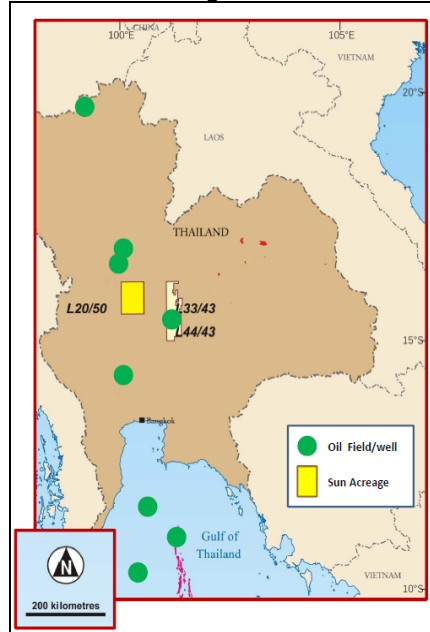 100°E
105°E
CHINA
VIETNAM
20°N
LAOS
THAILAND
L20/50
L33/43
L44/43
15°N
Bangkok
Oil Field/well
Sun Acreage
Gulf of
Thailand
VIETNAM
10°N
N
200 kilometres